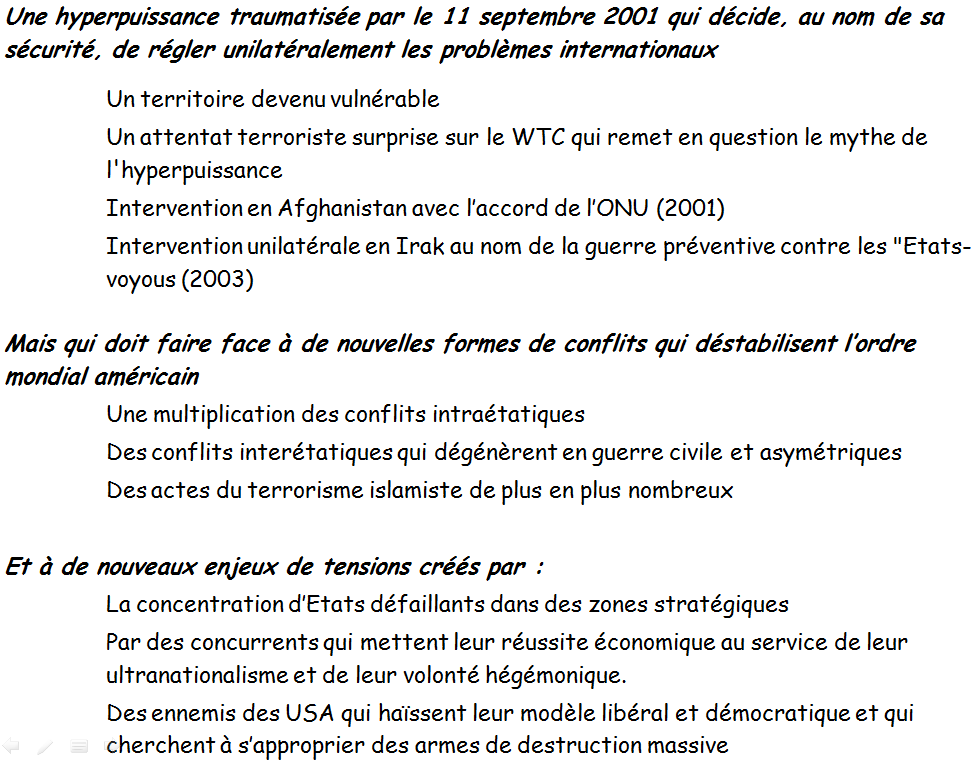 Une hyperpuissance traumatisée par le 11 septembre 2001 qui décide, au nom de sa
sécurité, de régler unilatéralement les problèmes internationaux
Un territoire devenu vulnérable
Un attentat terroriste surprise sur le WTC qui remet en question le mythe de
l'hyperpuissance
Intervention en Afghanistan avec l’accord de l’ONU (2001)
Intervention unilatérale en Irak au nom de la guerre préventive contre les "Etats-
voyous (2003)
Mais qui doit faire face à de nouvelles formes de conflits qui déstabilisent l’ordre
mondial américain
Une multiplication des conflits intraétatiques
Des conflits interétatiques qui dégénèrent en guerre civile et asymétriques
Des actes du terrorisme islamiste de plus en plus nombreux
Et à de nouveaux enjeux de tensions créés par :
La concentration d’Etats défaillants dans des zones stratégiques
Par des concurrents qui mettent leur réussite économique au service de leur
ultranationalisme et de leur volonté hégémonique.
Des ennemis des USA qui haïssent leur modèle libéral et démocratique et qui
cherchent à s’approprier des armes de destruction massive